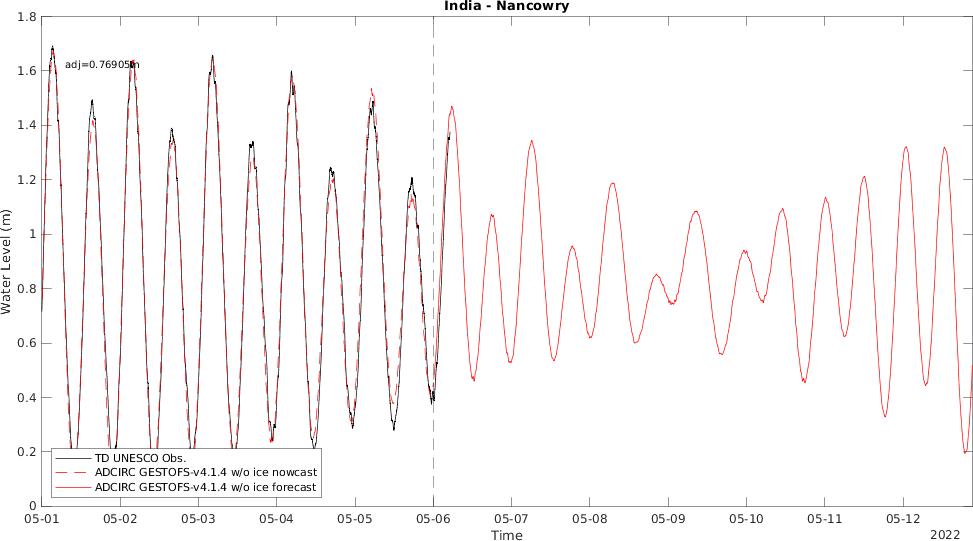 India - Nancowry
1.8
1.6
1.4
1.2
1
0.8
0.6
0.4
0.2
0
Water Level (m)
adj=0.76905m
TD UNESCO Obs.
ADCIRC GESTOFS-v4.1.4 w/o ice nowcast
ADCIRC GESTOFS-v4.1.4 w/o ice forecast
05-01 05-02 05-03 05-04 05-05 05-06 05-07 05-08 05-09 05-10 05-11 05-12
Time
2022